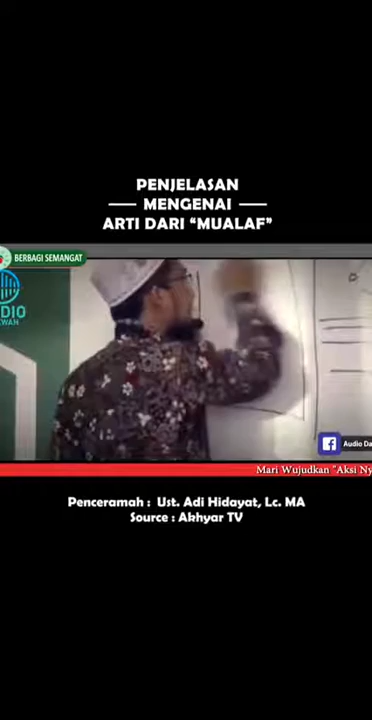 PENJELASAN
MENGENAI
ARTI DARI “MUALAF”
BERBAGI SEMANGAT
Audio Da
Mari Wujudkan "Aksi Ny
Penceramah : Ust. Adi Hidayat, Lc. MA
Source : Akhyar TV